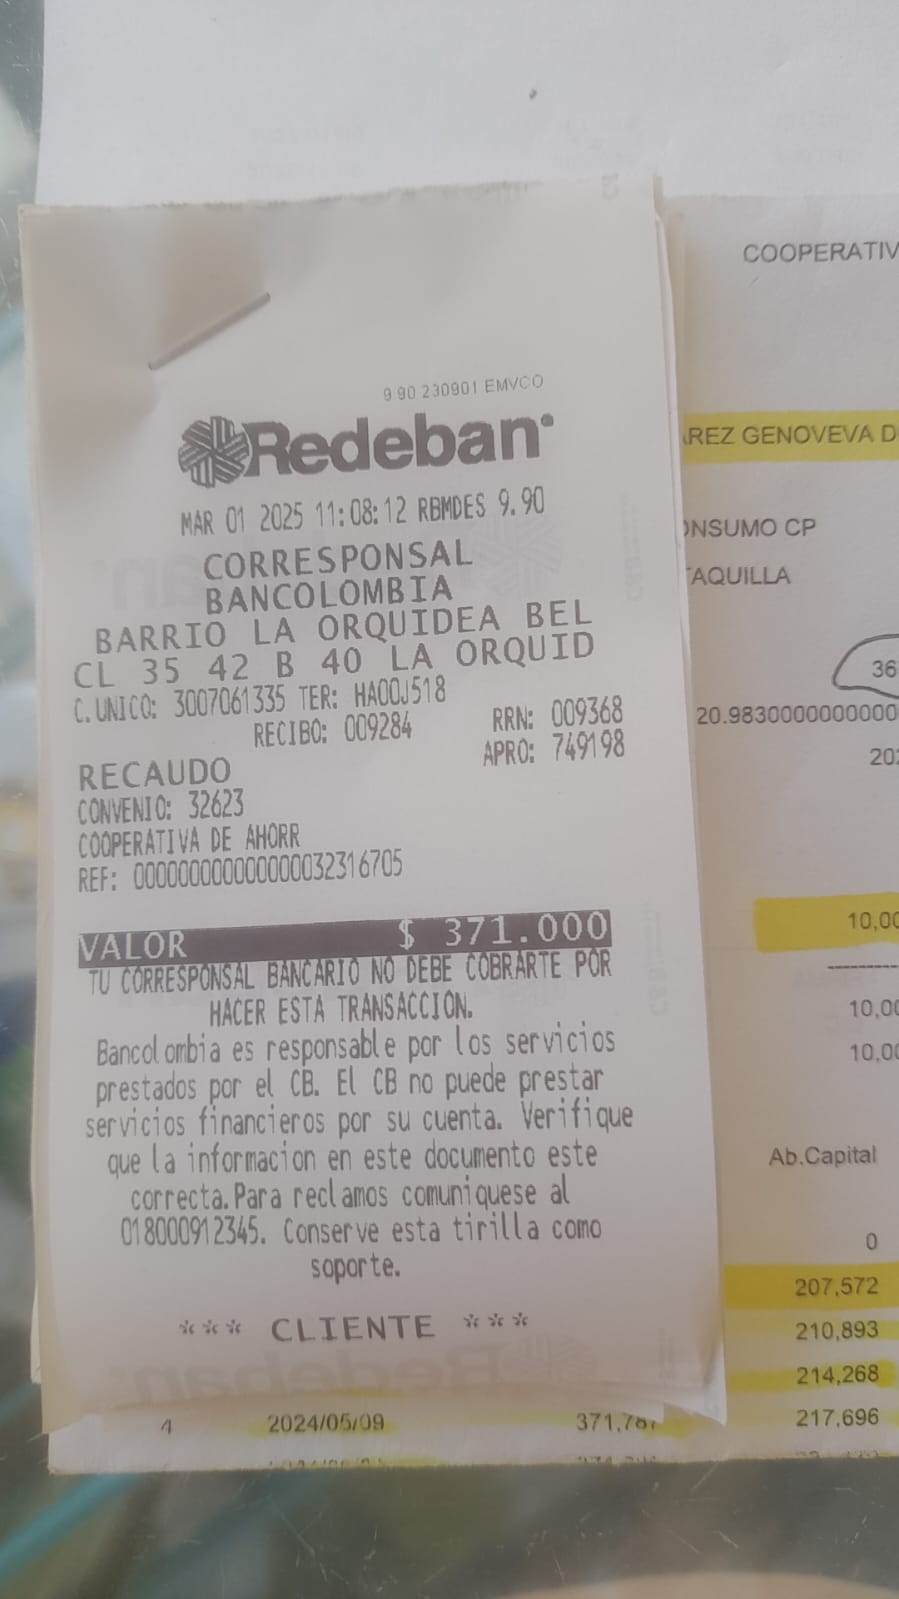 COOPERATIV
9 90 230901 EMVCO
Redeban
MAR 01 2025 11:08:12 RBMDES 9.90
CORRESPONSAL
BANCOLOMBIA
BARRIO LA ORQUIDEA BEL
CL 35 42 B 40 LA ORQUID
C.UNICO: 3007061335 TER: HA00J518
RECIBO: 009284 RRN: 009368
APRO: 749198
RECAUDO
CONVENIO: 32623
COOPERATIVA DE AHORR
REF: 000000000000000032316705
VALOR $ 371.000
TU CORRESPONSAL BANCARIO NO DEBE COBRARTE POR
HACER ESTA TRANSACCIÓN.
Bancolombia es responsable por los servicios
prestados por el CB. El CB no puede prestar
servicios financieros por su cuenta. Verifique
que la informacion en este documento este
correcta.Para reclamos comuniquese al
018000912345. Conserve esta tirilla como
soporte.
*** CLIENTE ***
REZ GENOVEVA D
ONSUMO CP
TAQUILLA
36
20.9830000000000
202
10,00
10,00
10,00
Ab.Capital
0
207,572
210,893
214,268
4 2024/05/09 371,787 217,696